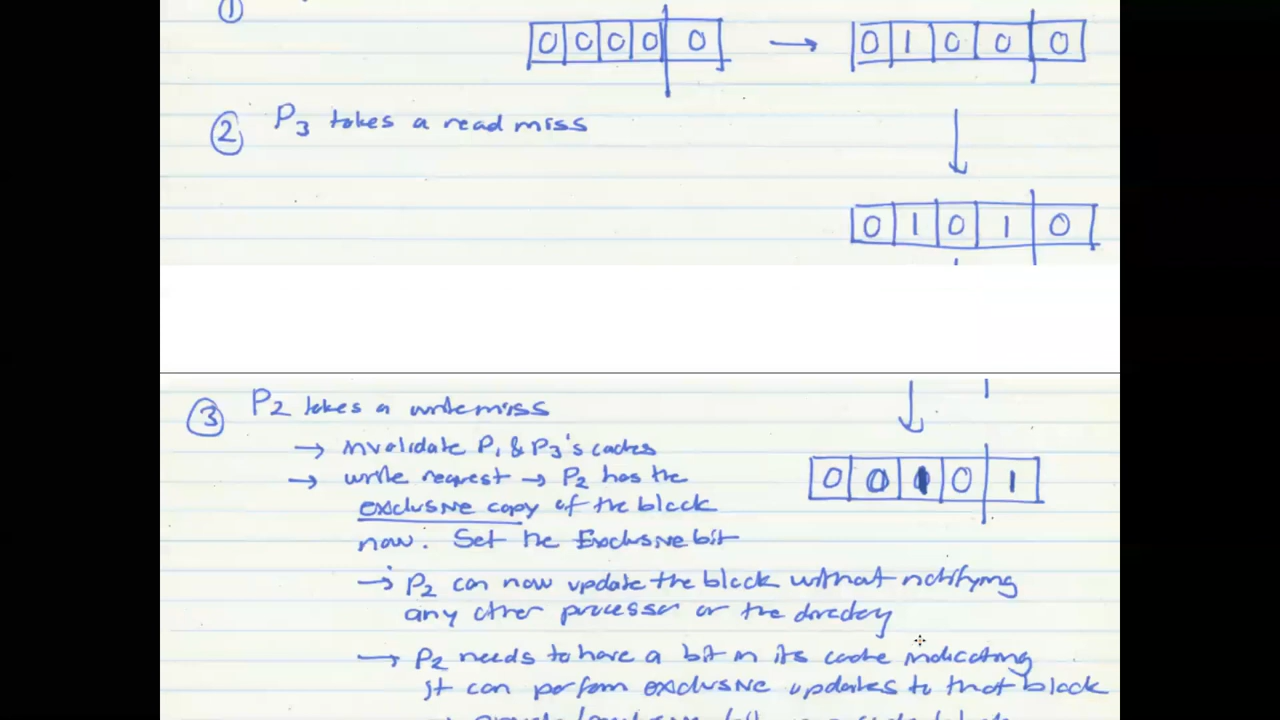 ①
0 0 0 0 0 → 0 1 0 0 0
② P3 takes a read miss
0 1 0 1 0
③ P2 takes a write miss
→ invalidate P1 & P3's caches
→ write request → P2 has the
0 0 1 0 1
exclusive copy of the block
now. Set the Exclusive bit
→ P2 can now update the block without notifying
any other processor or the directory
→ P2 needs to have a bit in its cache indicating
it can perform exclusive updates to that block